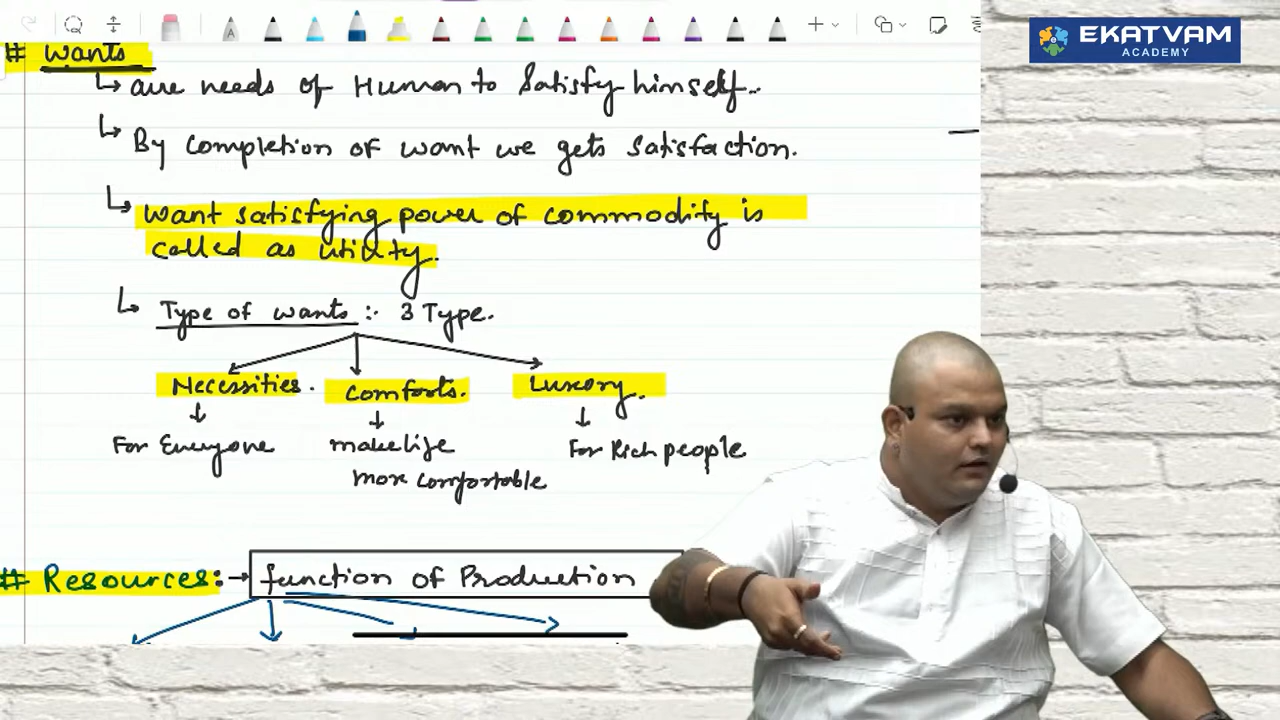 EKATVAM
ACADEMY
# Wants
↳ are needs of Human to Satisfy himself.
↳ By completion of want we gets satisfaction.
↳ want satisfying power of commodity is
called as utility.
↳ Type of wants :- 3 Type.
Necessities. Comforts. Luxury.
For Everyone make life For Rich people
more comfortable
# Resources :→ function of Production